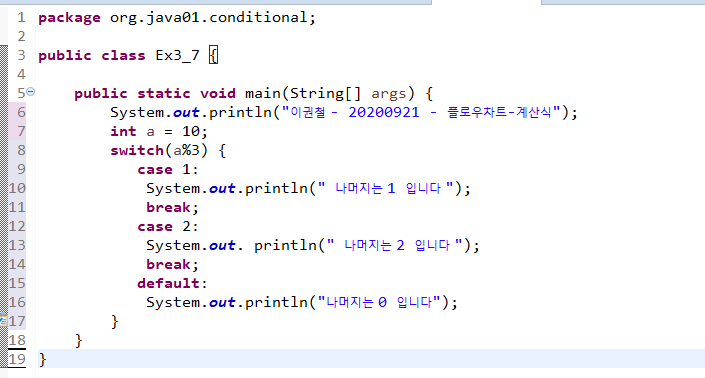 1 package org.java01.conditional;
2
3 public class Ex3_7 {
4
5 public static void main(String[] args) {
6 System.out.println("이권철 - 20200921 - 플로우차트-계산식");
7 int a = 10;
8 switch(a%3) {
9 case 1:
10 System.out.println(" 나머지는 1 입니다 ");
11 break;
12 case 2:
13 System.out. println(" 나머지는 2 입니다 ");
14 break;
15 default:
16 System.out.println("나머지는 0 입니다");
17 }
18 }
19 }